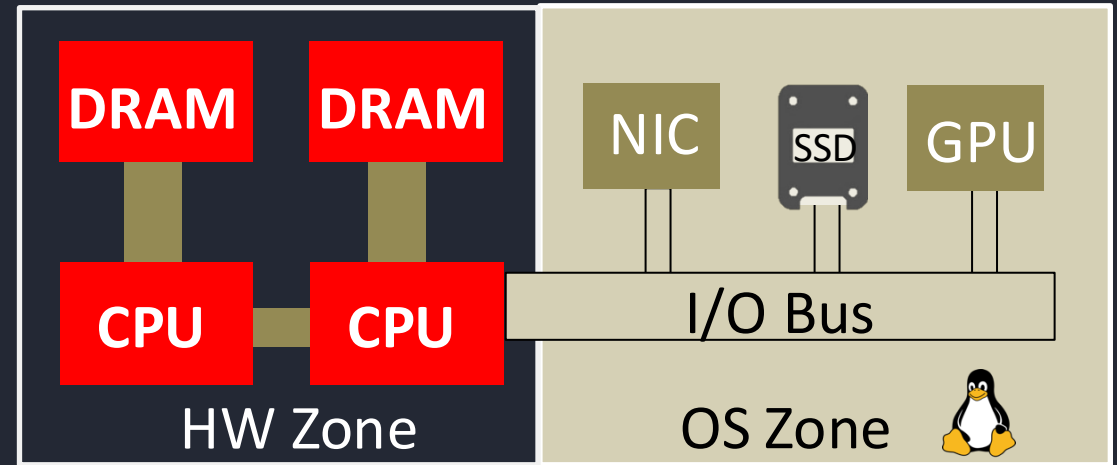 DRAM
DRAM
NIC
SSD
GPU
CPU
CPU
I/O Bus
HW Zone
OS Zone